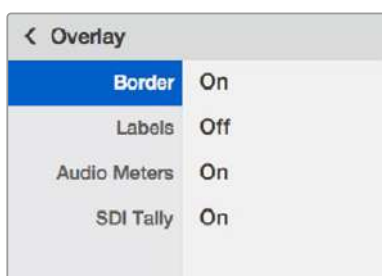 < Overlay
Border On
Labels Off
Audio Meters On
SDI Tally On